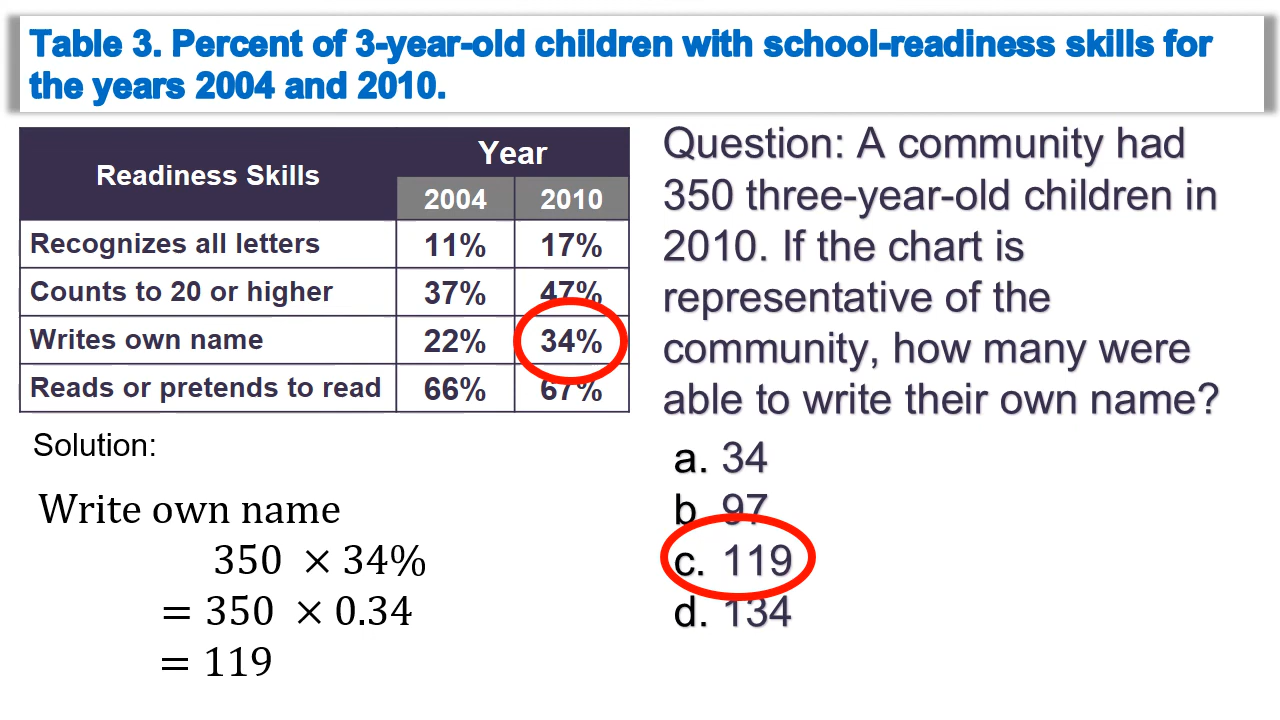 Table 3. Percent of 3-year-old children with school-readiness skills for
the years 2004 and 2010.
Readiness Skills
Year
2004 2010
Recognizes all letters 11% 17%
Counts to 20 or higher 37% 47%
Writes own name 22% 34%
Reads or pretends to read 66% 67%
Solution:
Write own name
350 × 34%
= 350 × 0.34
= 119
Question: A community had
350 three-year-old children in
2010. If the chart is
representative of the
community, how many were
able to write their own name?
a. 34
b. 97
c. 119
d. 134